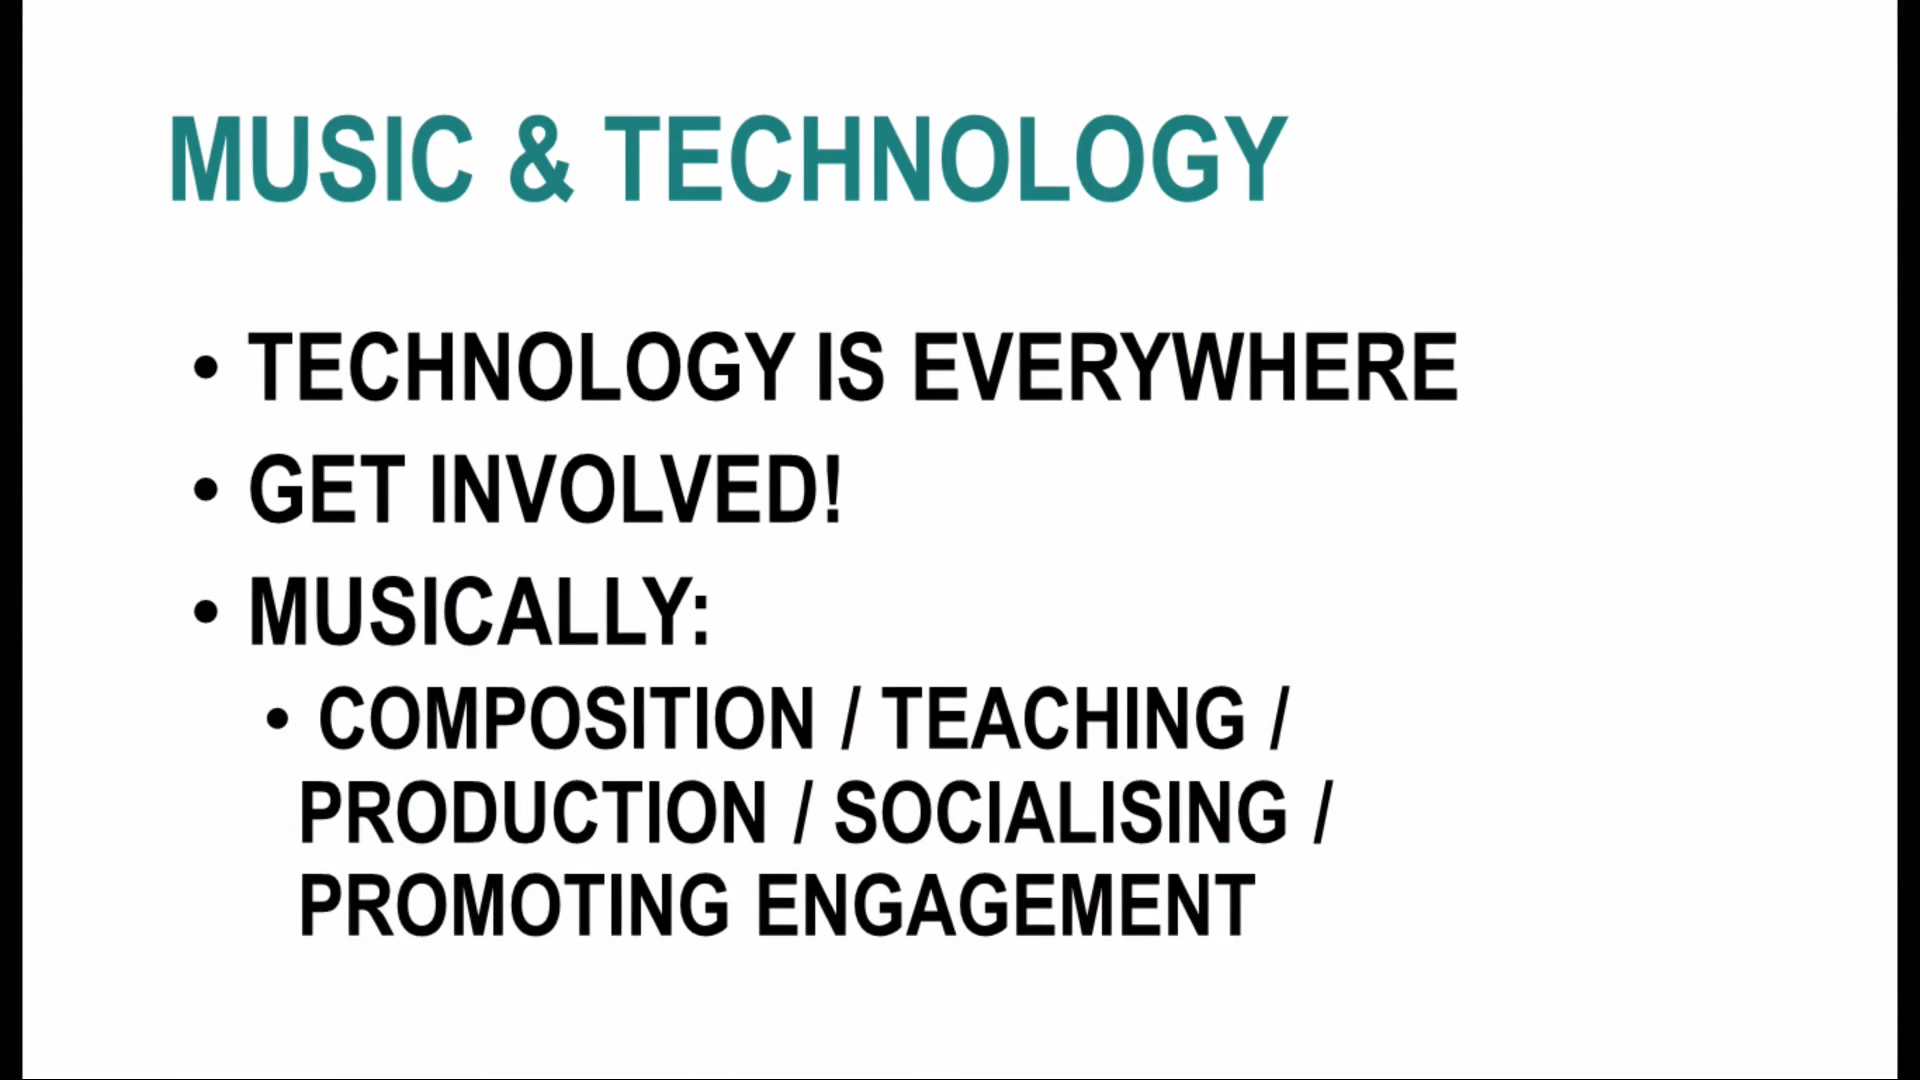 MUSIC & TECHNOLOGY
• TECHNOLOGY IS EVERYWHERE
• GET INVOLVED!
• MUSICALLY:
• COMPOSITION / TEACHING /
PRODUCTION / SOCIALISING /
PROMOTING ENGAGEMENT